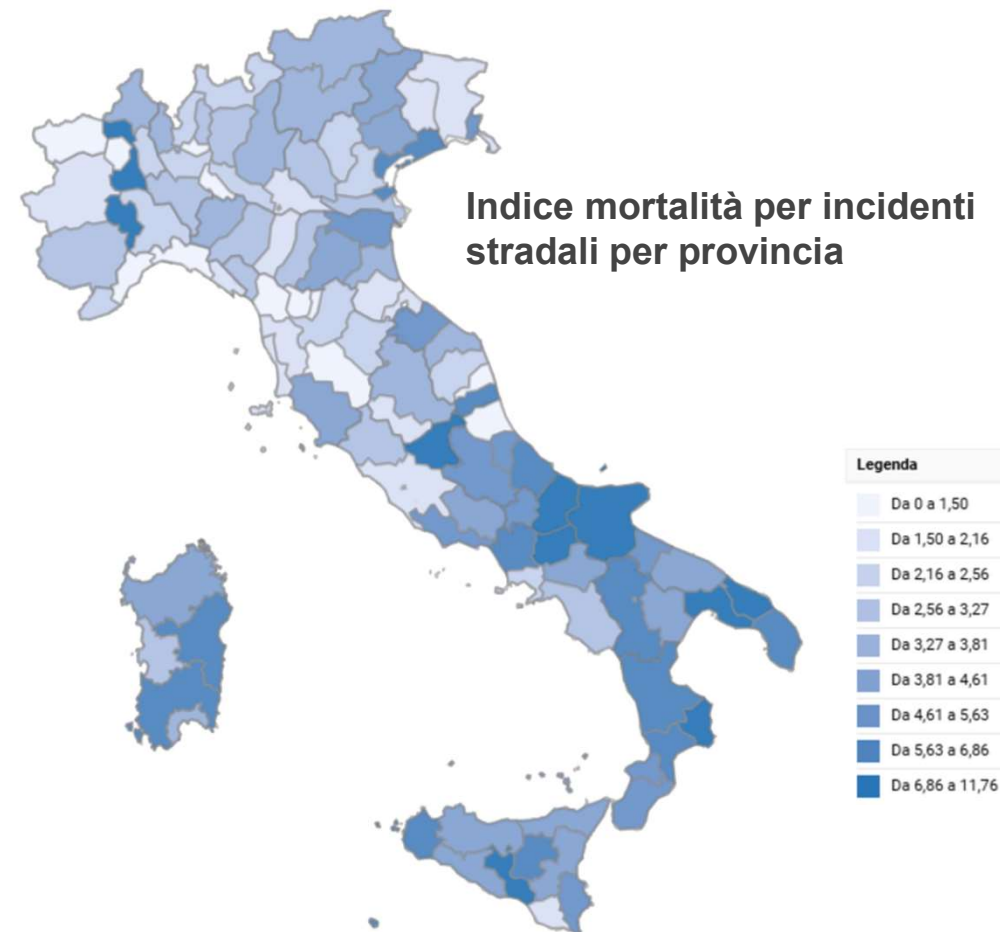 Indice mortalità per incidenti
stradali per provincia
Legenda
Da 0 a 1,50
Da 1,50 a 2,16
Da 2,16 a 2,56
Da 2,56 a 3,27
Da 3,27 a 3,81
Da 3,81 a 4,61
Da 4,61 a 5,63
Da 5,63 a 6,86
Da 6,86 a 11,76